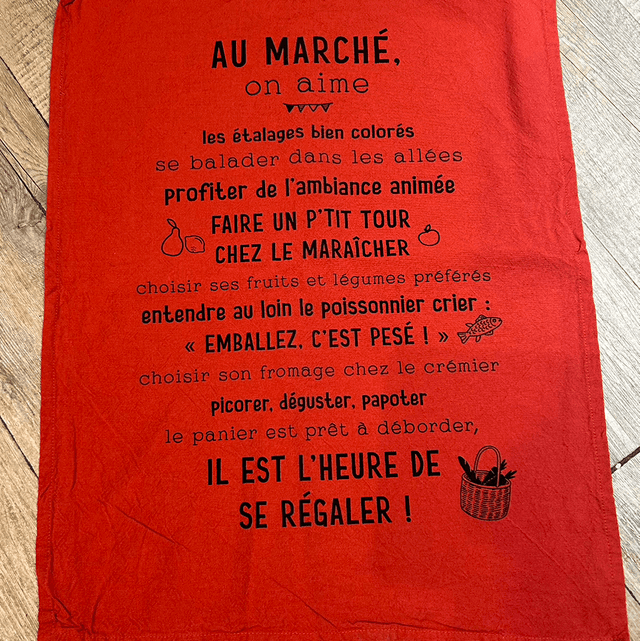 AU MARCHÉ,
on aime
les étalages bien colorés
se balader dans les allées
profiter de l'ambiance animée
FAIRE UN P'TIT TOUR
CHEZ LE MARAÎCHER
choisir ses fruits et légumes préférés
entendre au loin le poissonnier crier :
« EMBALLEZ, C'EST PESÉ ! »
choisir son fromage chez le crémier
picorer, déguster, papoter
le panier est prêt à déborder,
IL EST L'HEURE DE
SE RÉGALER !